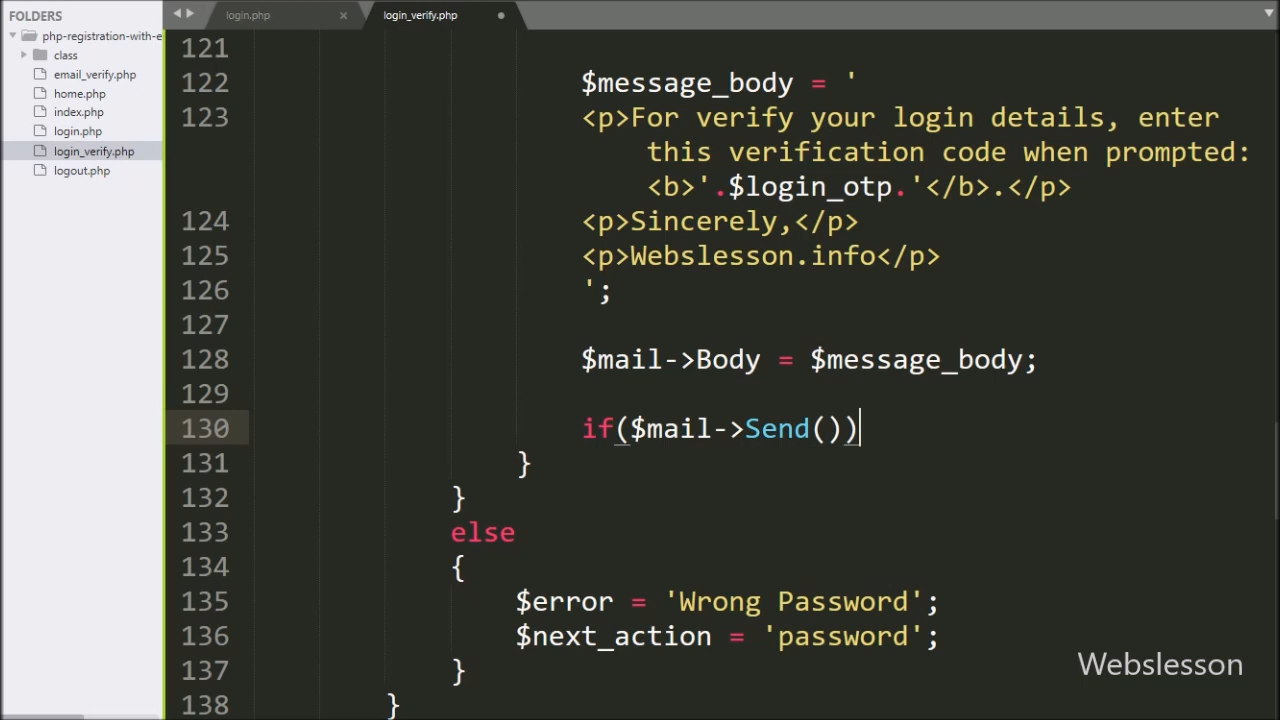 FOLDERS
php-registration-with-e
class
email_verify.php
home.php
index.php
login.php
login_verify.php
logout.php
login.php × login_verify.php
121
122 $message_body = '
123 <p>For verify your login details, enter
this verification code when prompted:
<b>'.$login_otp.'</b>.</p>
124 <p>Sincerely,</p>
125 <p>Webslesson.info</p>
126 ';
127
128 $mail->Body = $message_body;
129
130 if($mail->Send())
131 }
132 }
133 else
134 {
135 $error = 'Wrong Password';
136 $next_action = 'password';
137 }
138 }
Webslesson